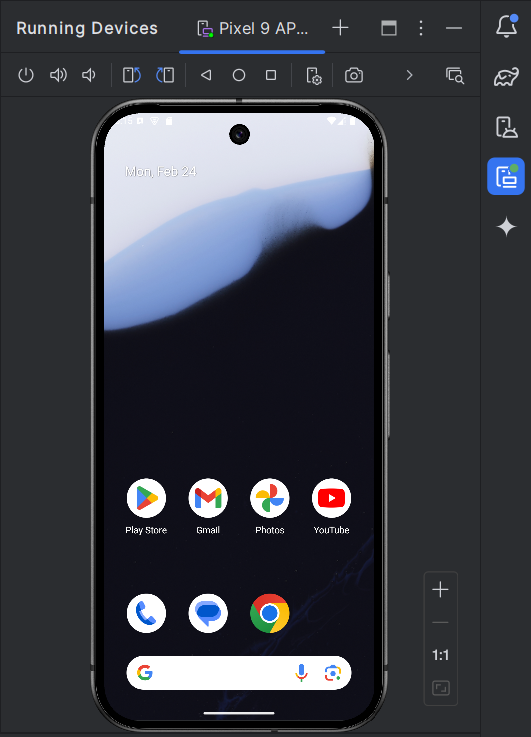 Running Devices
Pixel 9 AP...
Mon, Feb 24
Play Store
Gmail
Photos
YouTube
1:1